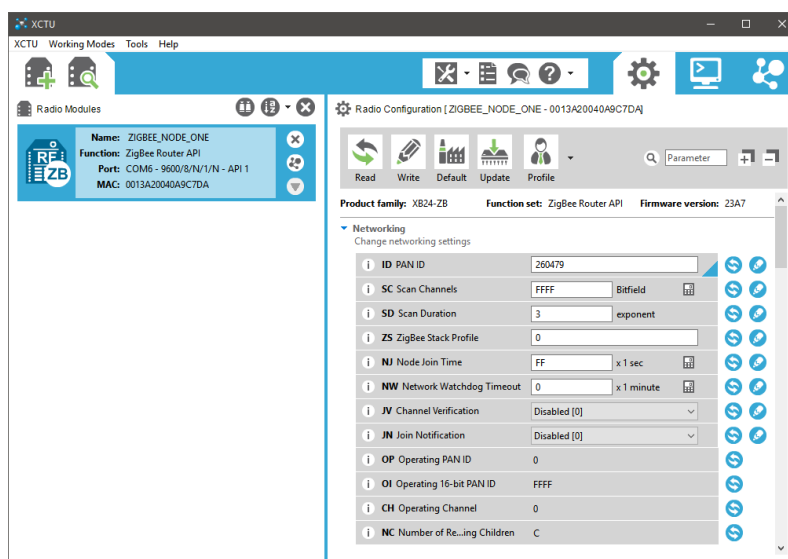 XCTU
XCTU Working Modes Tools Help
Radio Modules
Radio Configuration [ZIGBEE_NODE_ONE - 0013A20040A9C7DA]
RF
ZB
Name: ZIGBEE_NODE_ONE
Function: ZigBee Router API
Port: COM6 - 9600/8/N/1/N - API 1
MAC: 0013A20040A9C7DA
Read Write Default Update Profile
Parameter
Product family: XB24-ZB Function set: ZigBee Router API Firmware version: 23A7
Networking
Change networking settings
i ID PAN ID 260479
i SC Scan Channels FFFF Bitfield
i SD Scan Duration 3 exponent
i ZS ZigBee Stack Profile 0
i NJ Node Join Time FF x 1 sec
i NW Network Watchdog Timeout 0 x 1 minute
i JV Channel Verification Disabled [0]
i JN Join Notification Disabled [0]
i OP Operating PAN ID 0
i OI Operating 16-bit PAN ID FFFF
i CH Operating Channel 0
i NC Number of Re...ing Children C